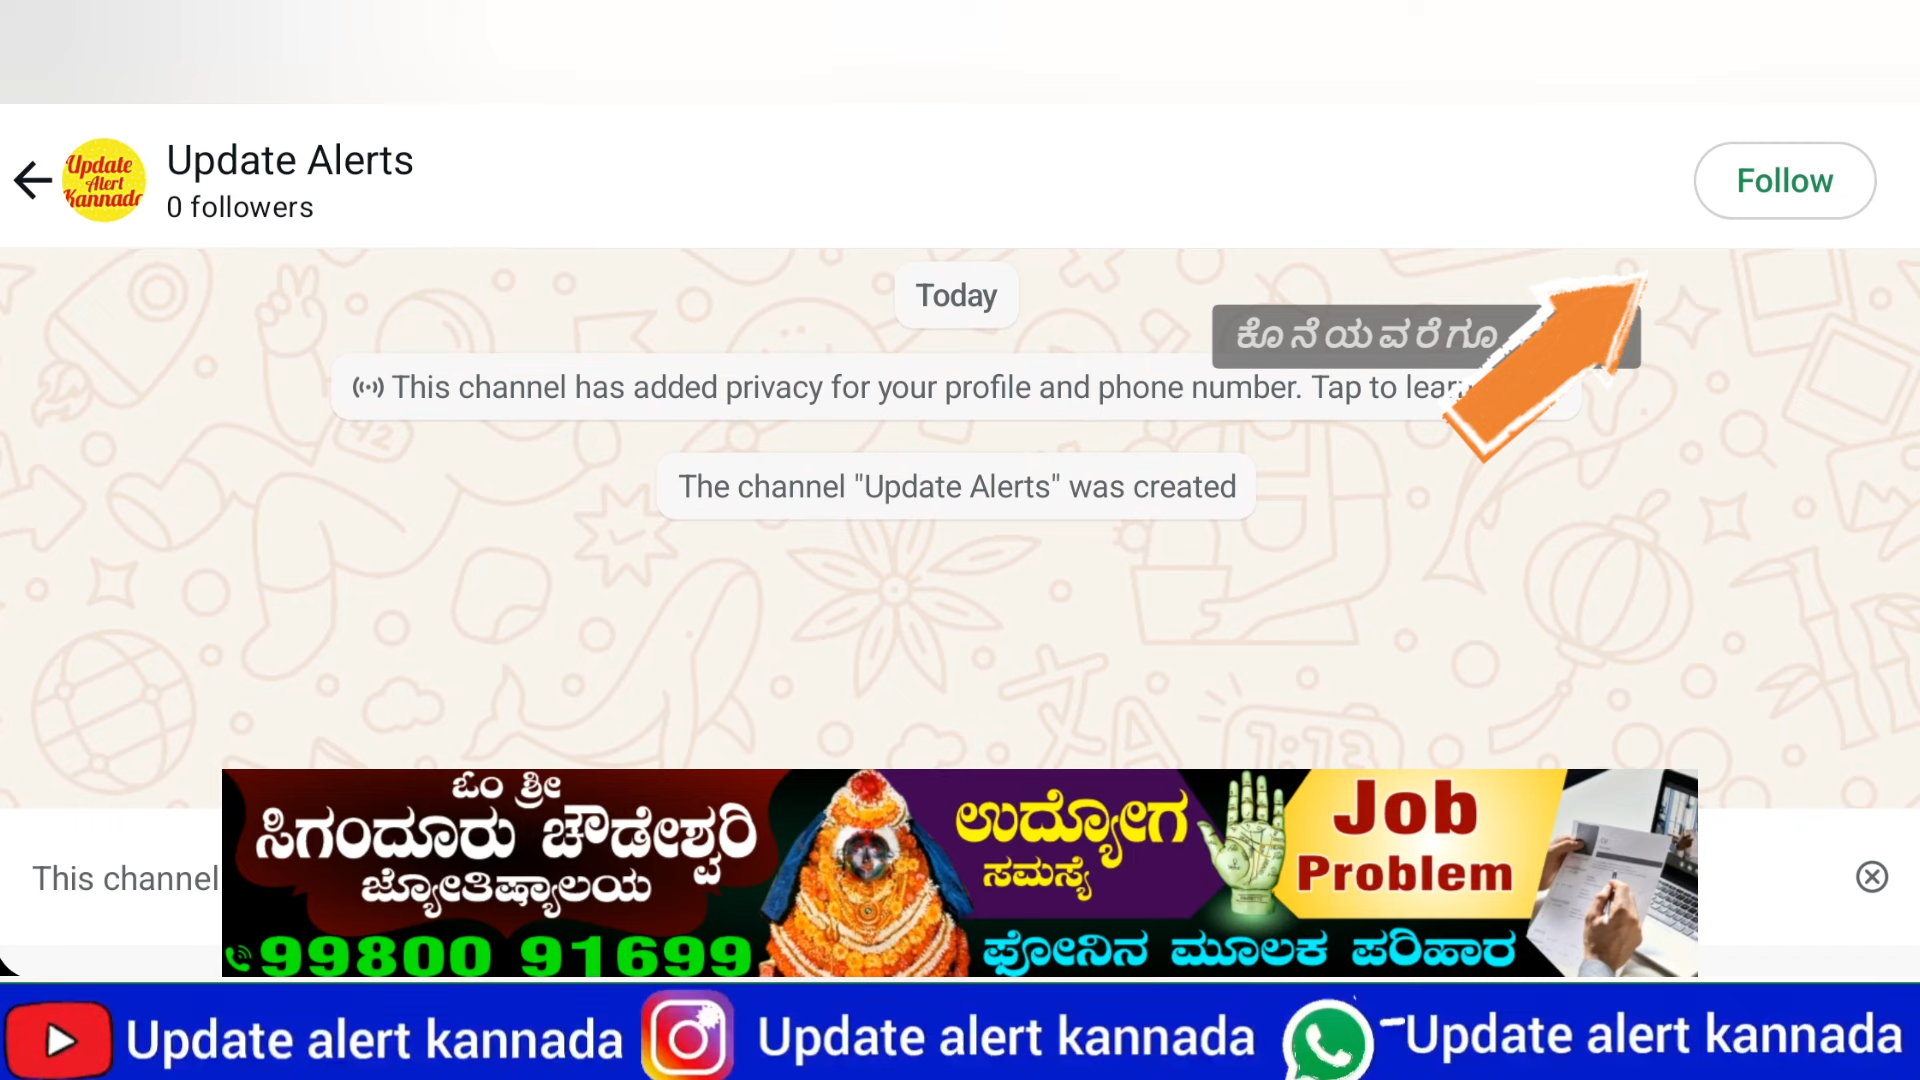 Update
Alert
Kannada
Update Alerts
0 followers
Follow
Today
ಕೊನೆಯವರೆಗೂ
This channel has added privacy for your profile and phone number. Tap to learn
The channel "Update Alerts" was created
This channel
ಓಂ ಶ್ರೀ
ಸಿಗಂದೂರು ಚೌಡೇಶ್ವರಿ
ಜ್ಯೋತಿಷ್ಯಾಲಯ
99800 91699
ಉದ್ಯೋಗ
ಸಮಸ್ಯೆ
Job
Problem
ಫೋನಿನ ಮೂಲಕ ಪರಿಹಾರ
Update alert kannada
Update alert kannada
Update alert kannada